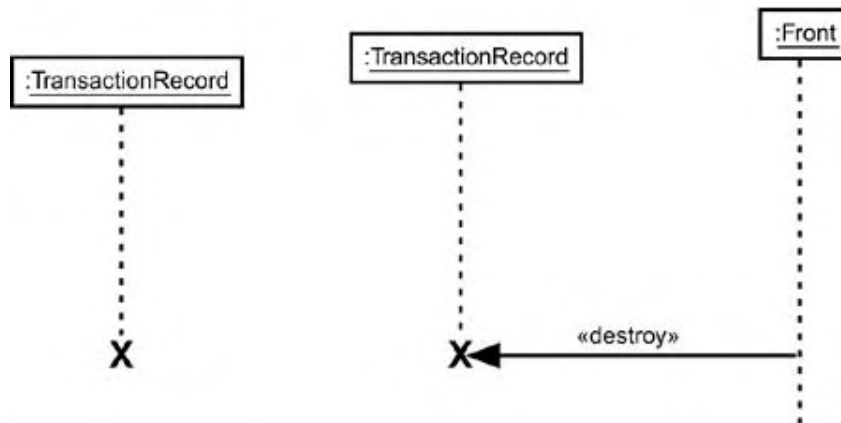 :TransactionRecord
:TransactionRecord
:Front
X
X
«destroy»